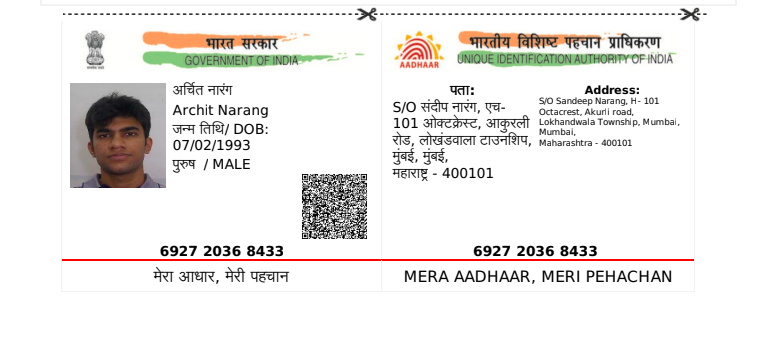 भारत सरकार
GOVERNMENT OF INDIA
अर्चित नारंग
Archit Narang
जन्म तिथि/ DOB:
07/02/1993
पुरुष / MALE
6927 2036 8433
मेरा आधार, मेरी पहचान
AADHAAR
भारतीय विशिष्ट पहचान प्राधिकरण
UNIQUE IDENTIFICATION AUTHORITY OF INDIA
पता:
S/O संदीप नारंग, एच-
101 ओक्टक्रेस्ट, आकुरली
रोड, लोखंडवाला टाउनशिप,
मुंबई, मुंबई,
महाराष्ट्र - 400101
Address:
S/O Sandeep Narang, H- 101
Octacrest, Akurli road,
Lokhandwala Township, Mumbai,
Mumbai,
Maharashtra - 400101
6927 2036 8433
MERA AADHAAR, MERI PEHACHAN